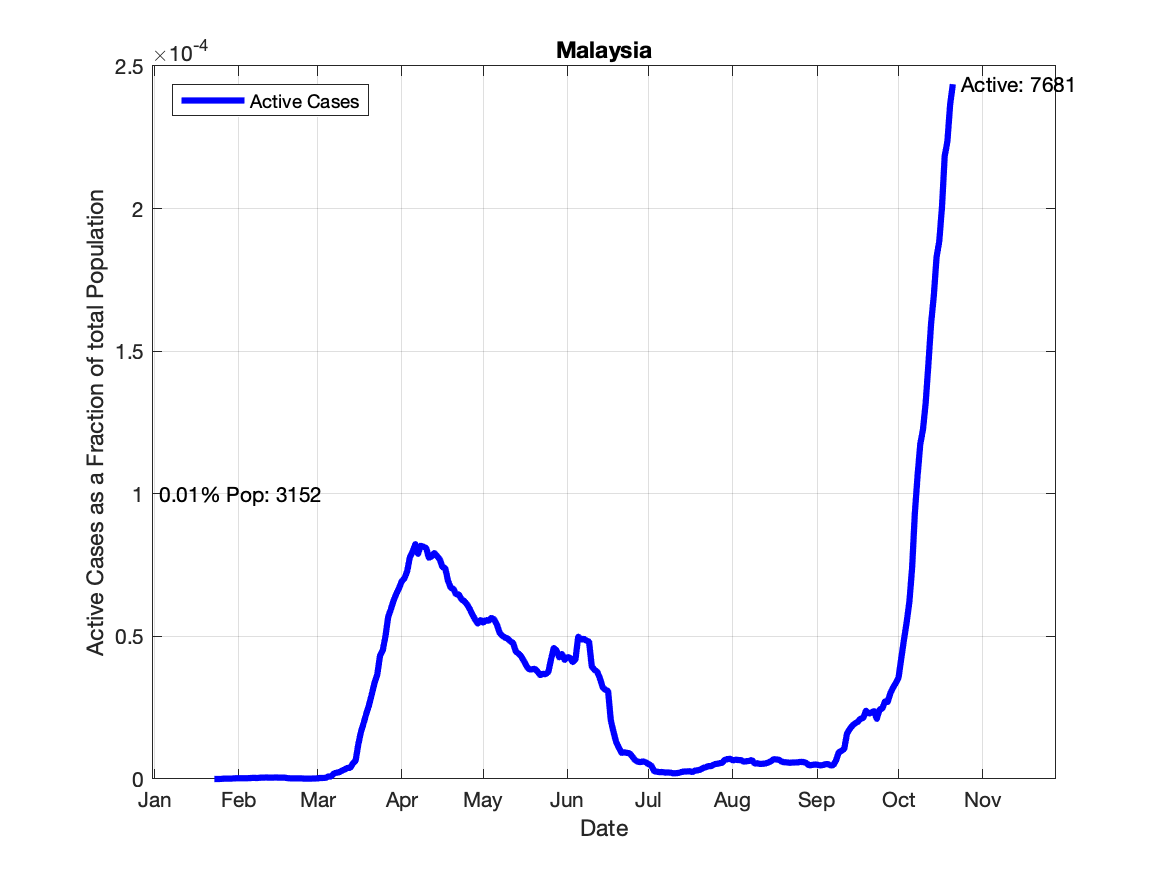 Malaysia
×10-4
2.5
2
1.5
1
0.5
0
Active Cases as a Fraction of total Population
Active Cases
Active: 7681
0.01% Pop: 3152
Jan Feb Mar Apr May Jun Jul Aug Sep Oct Nov
Date